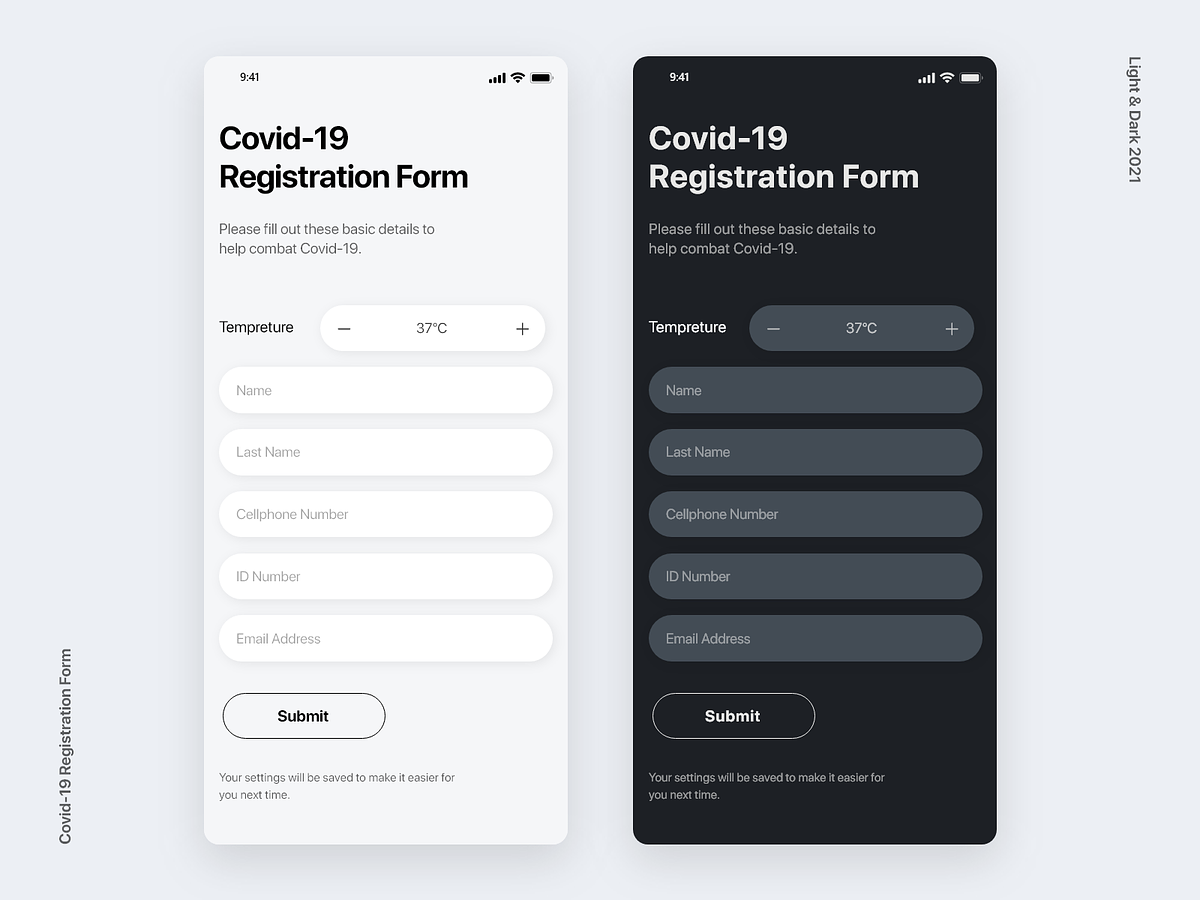 9:41
Covid-19
Registration Form
Please fill out these basic details to
help combat Covid-19.
Tempreture
37°C
Name
Last Name
Cellphone Number
ID Number
Email Address
Submit
Your settings will be saved to make it easier for
you next time.
9:41
Covid-19
Registration Form
Please fill out these basic details to
help combat Covid-19.
Tempreture
37°C
Name
Last Name
Cellphone Number
ID Number
Email Address
Submit
Your settings will be saved to make it easier for
you next time.
Light & Dark 2021
Covid-19 Registration Form